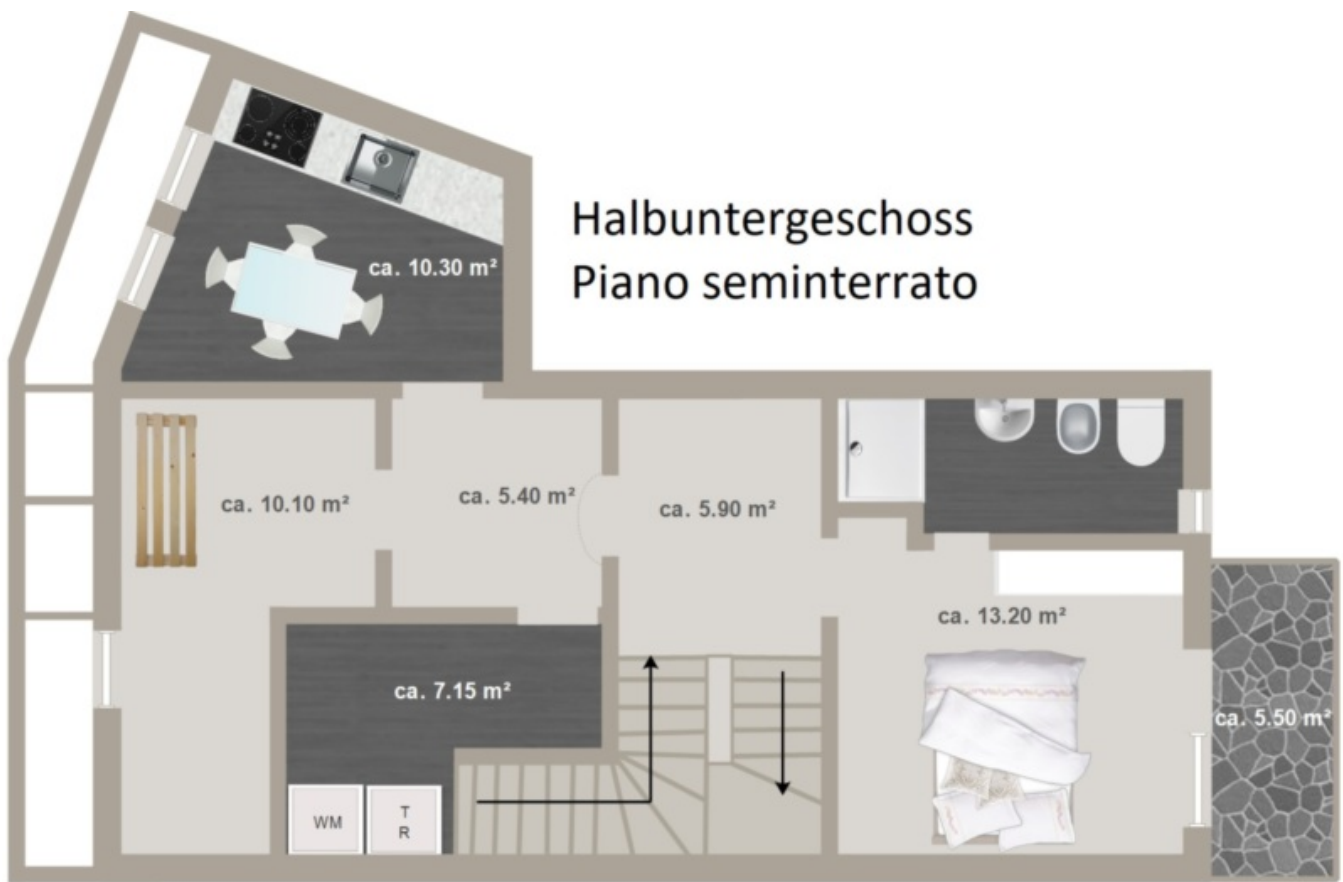 Halbuntergeschoss
Piano seminterrato
ca. 10.30 m²
ca. 10.10 m²
ca. 5.40 m²
ca. 5.90 m²
ca. 13.20 m²
ca. 7.15 m²
ca. 5.50 m²
WM
T
R